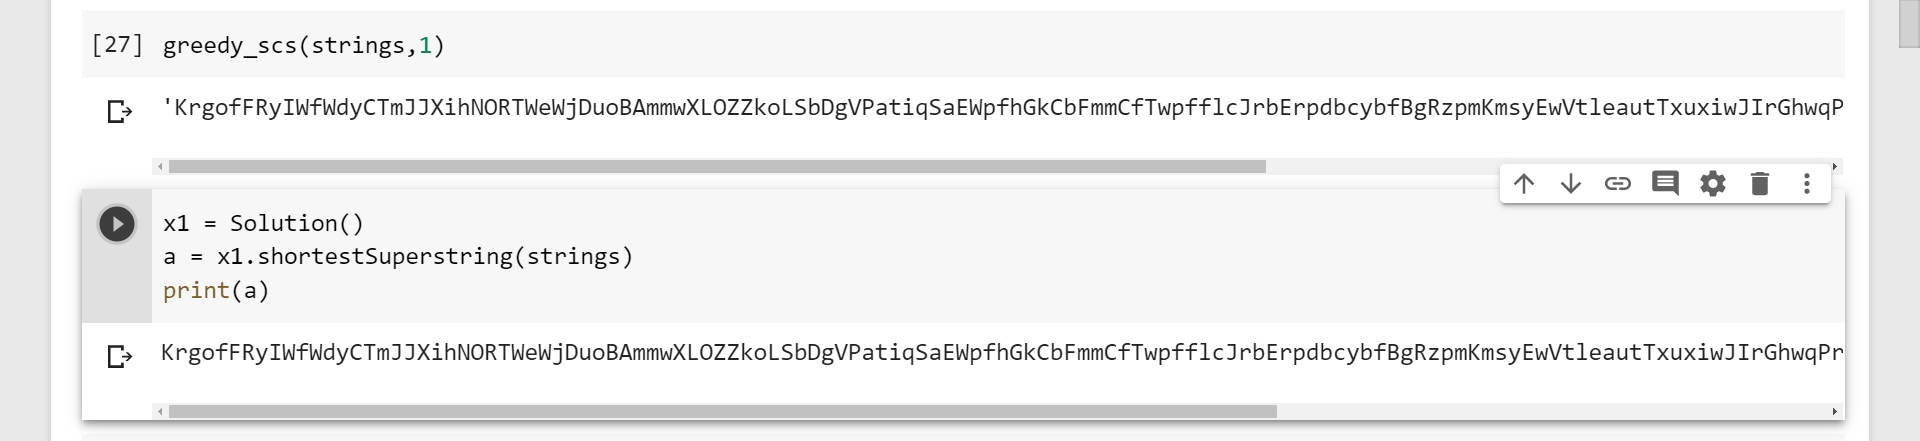 [27] greedy_scs(strings,1)
'KrgofFRyIWfWdyCTmJJXihNORTWeWjDuoBAmmwXLOZZkoLSbDgVPatiqSaEWpfhGkCbFmmCfTwpfflcJrbErpdbcybfBgRzpmKmsyEwVtleautTxuxiwJIrGhwqP
x1 = Solution()
a = x1.shortestSuperstring(strings)
print(a)
KrgofFRyIWfWdyCTmJJXihNORTWeWjDuoBAmmwXLOZZkoLSbDgVPatiqSaEWpfhGkCbFmmCfTwpfflcJrbErpdbcybfBgRzpmKmsyEwVtleautTxuxiwJIrGhwqPr